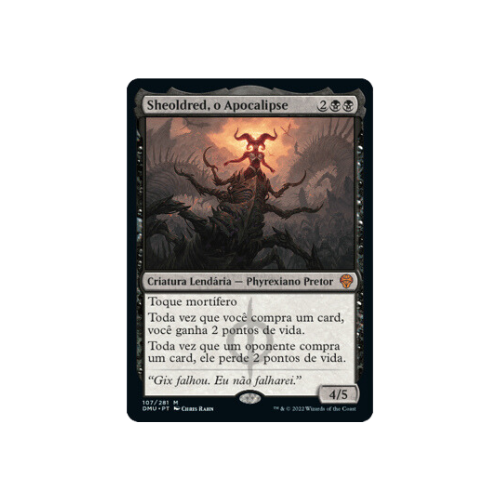 Sheoldred, o Apocalipse 2
Criatura Lendária — Phyrexiano Pretor
Toque mortífero
Toda vez que você compra um card,
você ganha 2 pontos de vida.
Toda vez que um oponente compra
um card, ele perde 2 pontos de vida.
“Gix falhou. Eu não falharei.”
4/5
107/281 M
DMU • PT Chris Rahn
™ & © 2022 Wizards of the Coast